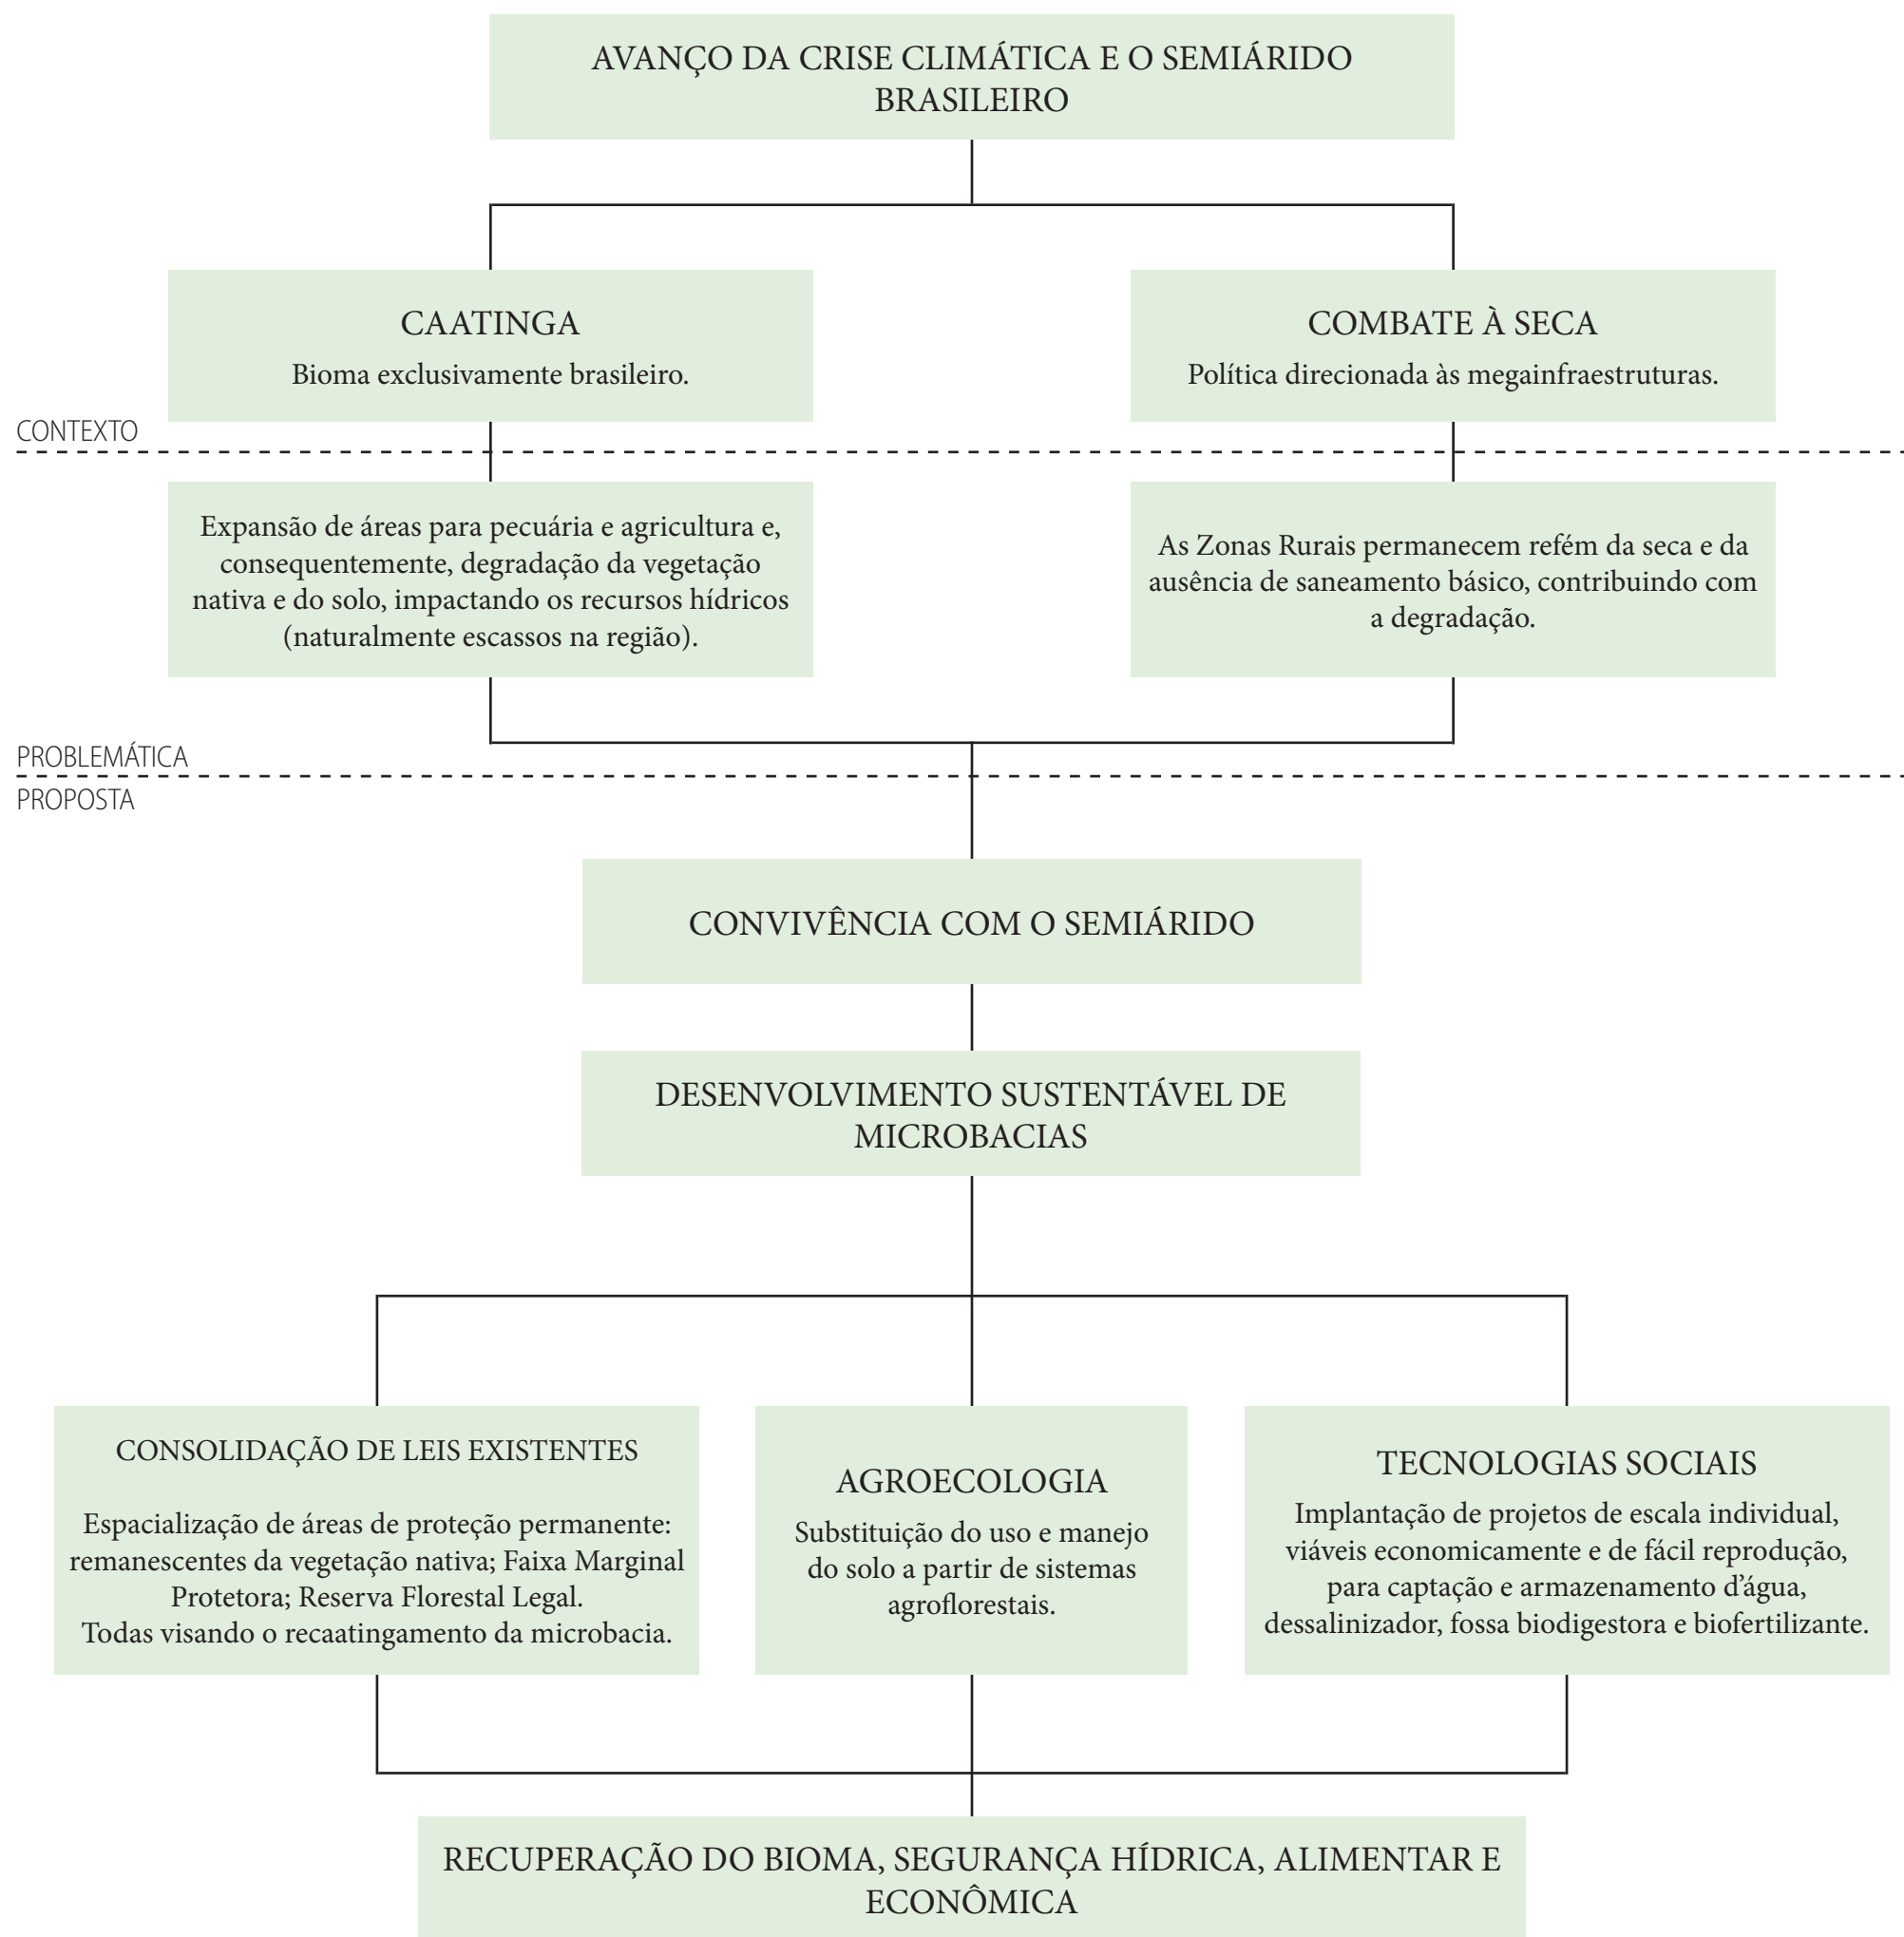 AVANÇO DA CRISE CLIMÁTICA E O SEMIÁRIDO
BRASILEIRO
CAATINGA
Bioma exclusivamente brasileiro.
COMBATE À SECA
Política direcionada às megainfraestruturas.
CONTEXTO
Expansão de áreas para pecuária e agricultura e,
consequentemente, degradação da vegetação
nativa e do solo, impactando os recursos hídricos
(naturalmente escassos na região).
As Zonas Rurais permanecem refém da seca e da
ausência de saneamento básico, contribuindo com
a degradação.
PROBLEMÁTICA
PROPOSTA
CONVIVÊNCIA COM O SEMIÁRIDO
DESENVOLVIMENTO SUSTENTÁVEL DE
MICROBACIAS
CONSOLIDAÇÃO DE LEIS EXISTENTES
Espacialização de áreas de proteção permanente:
remanescentes da vegetação nativa; Faixa Marginal
Protetora; Reserva Florestal Legal.
Todas visando o recaatingamento da microbacia.
AGROECOLOGIA
Substituição do uso e manejo
do solo a partir de sistemas
agroflorestais.
TECNOLOGIAS SOCIAIS
Implantação de projetos de escala individual,
viáveis economicamente e de fácil reprodução,
para captação e armazenamento d'água,
dessalinizador, fossa biodigestora e biofertilizante.
RECUPERAÇÃO DO BIOMA, SEGURANÇA HÍDRICA, ALIMENTAR E
ECONÔMICA